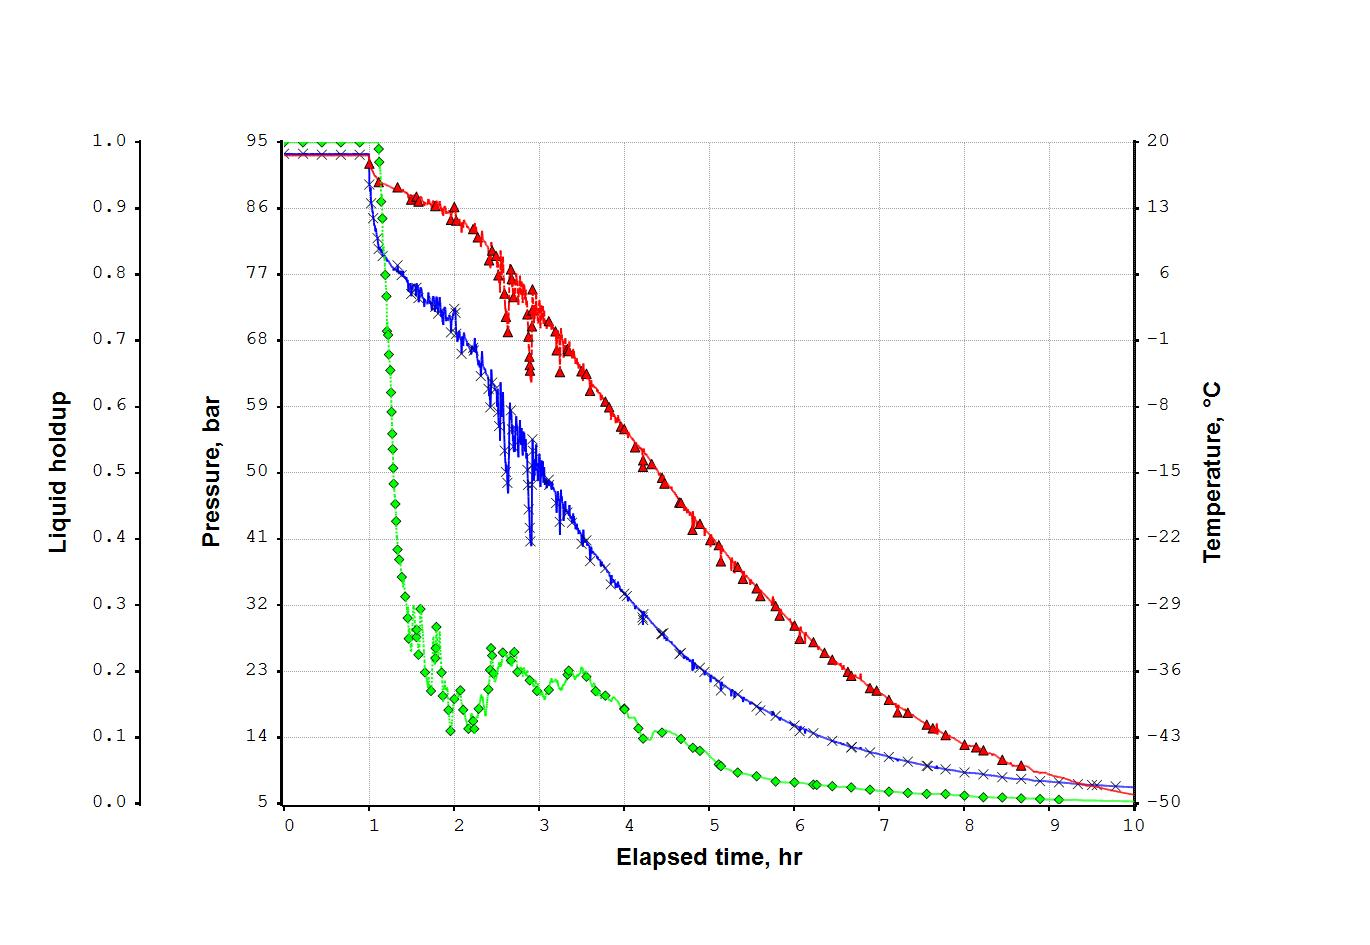 1.0 95 20
0.9 86 13
0.8 77 6
0.7 68 -1
0.6 59 -8
0.5 50 -15
0.4 41 -22
0.3 32 -29
0.2 23 -36
0.1 14 -43
0.0 5 -50
Liquid holdup
Pressure, bar
Temperature, °C
0 1 2 3 4 5 6 7 8 9 10
Elapsed time, hr